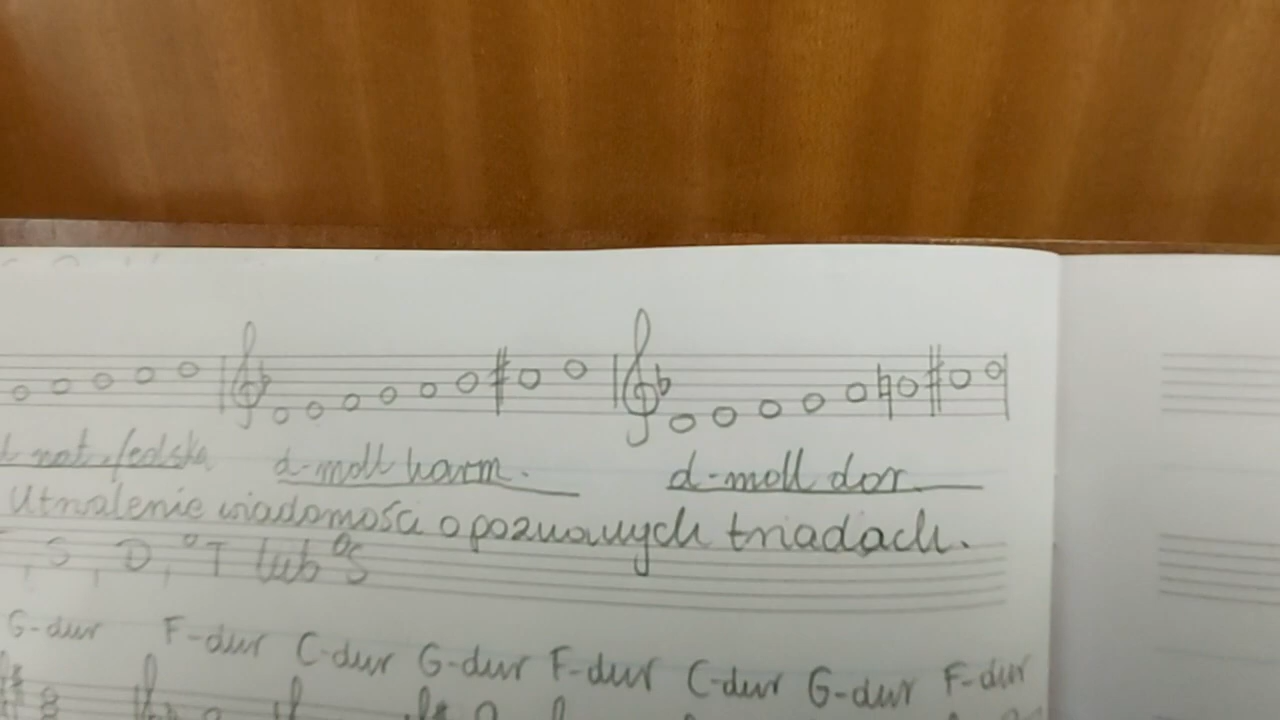 d-moll harm. d-moll dor.
Utrwalenie wiadomości o poznanych triadach.
, S, D, °T lub °S
G-dur F-dur C-dur G-dur F-dur C-dur G-dur F-dur